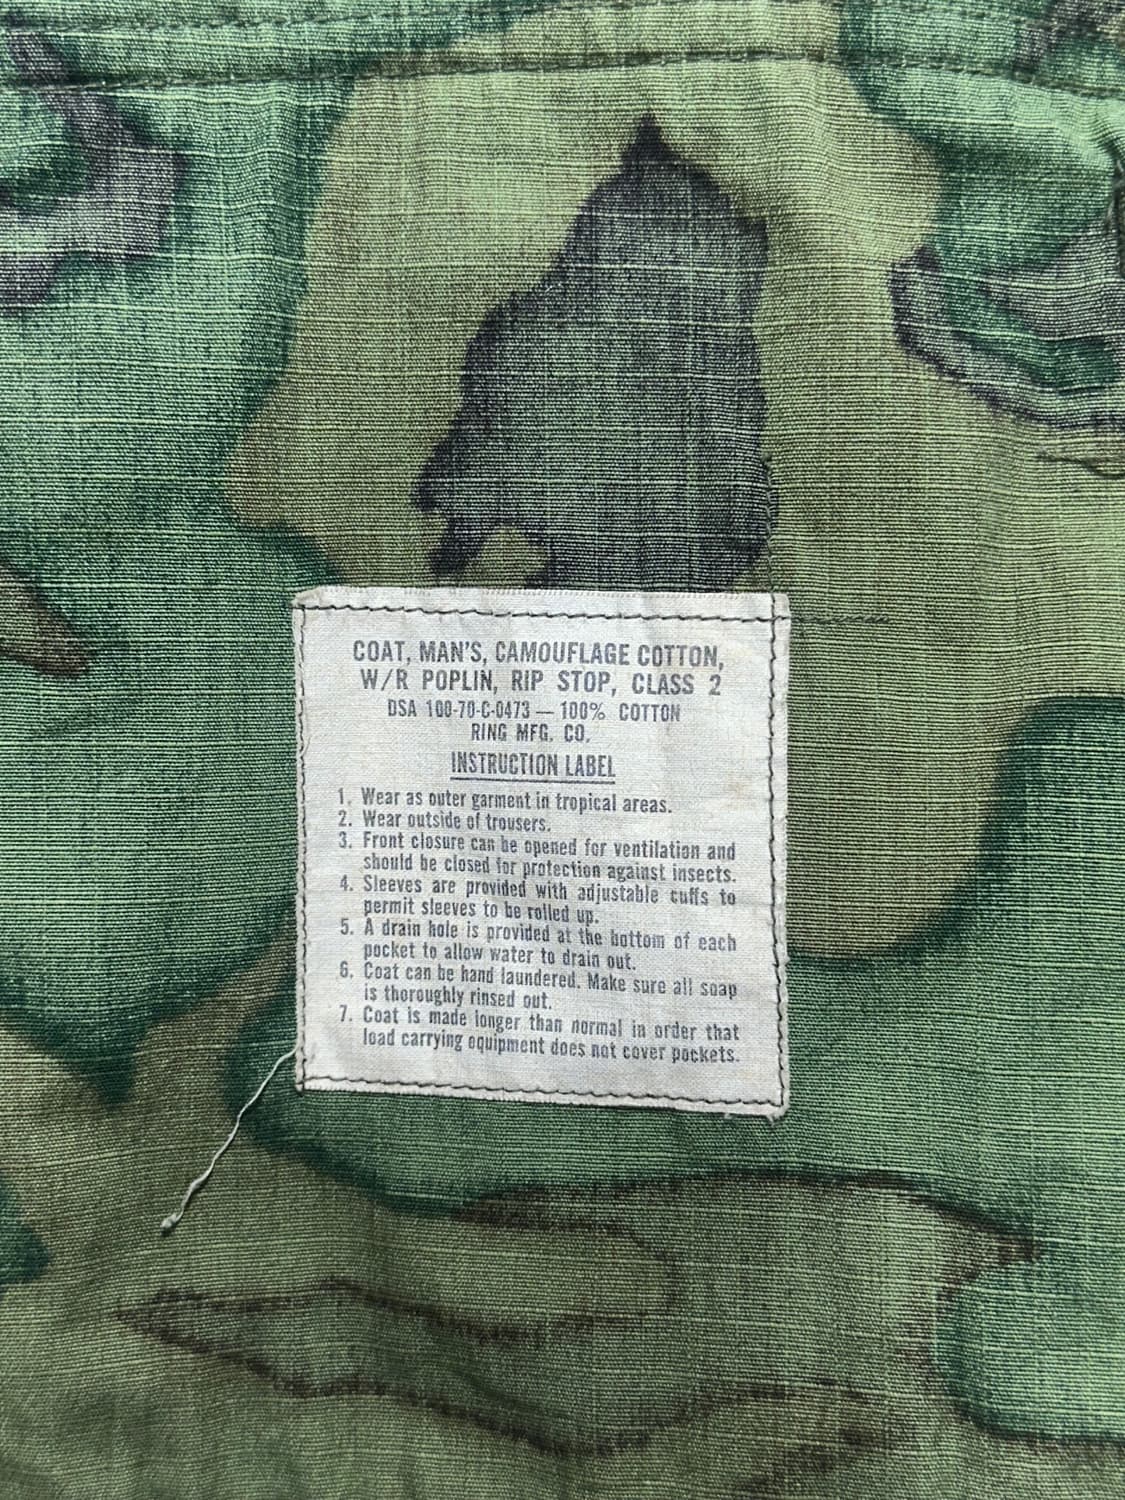 COAT, MAN'S, CAMOUFLAGE COTTON,
W/R POPLIN, RIP STOP, CLASS 2
DSA 100-70-C-0473 — 100% COTTON
RING MFG. CO.
INSTRUCTION LABEL
1. Wear as outer garment in tropical areas.
2. Wear outside of trousers.
3. Front closure can be opened for ventilation and
should be closed for protection against insects.
4. Sleeves are provided with adjustable cuffs to
permit sleeves to be rolled up.
5. A drain hole is provided at the bottom of each
pocket to allow water to drain out.
6. Coat can be hand laundered. Make sure all soap
is thoroughly rinsed out.
7. Coat is made longer than normal in order that
load carrying equipment does not cover pockets.